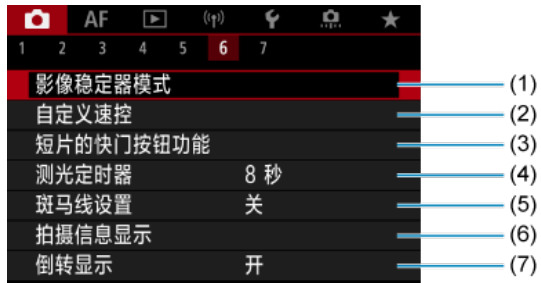 AF
1 2 3 4 5 6 7
影像稳定器模式 (1)
自定义速控 (2)
短片的快门按钮功能 (3)
测光定时器 8 秒 (4)
斑马线设置 关 (5)
拍摄信息显示 (6)
倒转显示 开 (7)